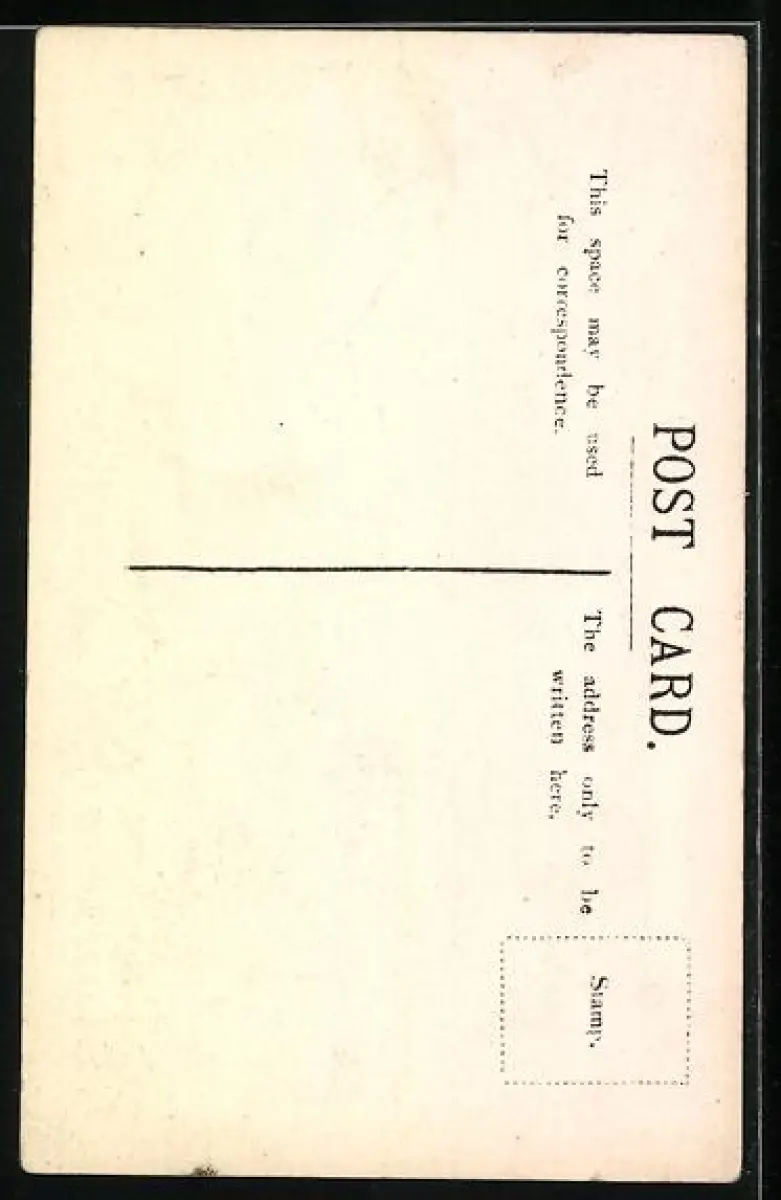 POST CARD.
This space may be used
for correspondence.
The address only to be
written here.
Stamp.